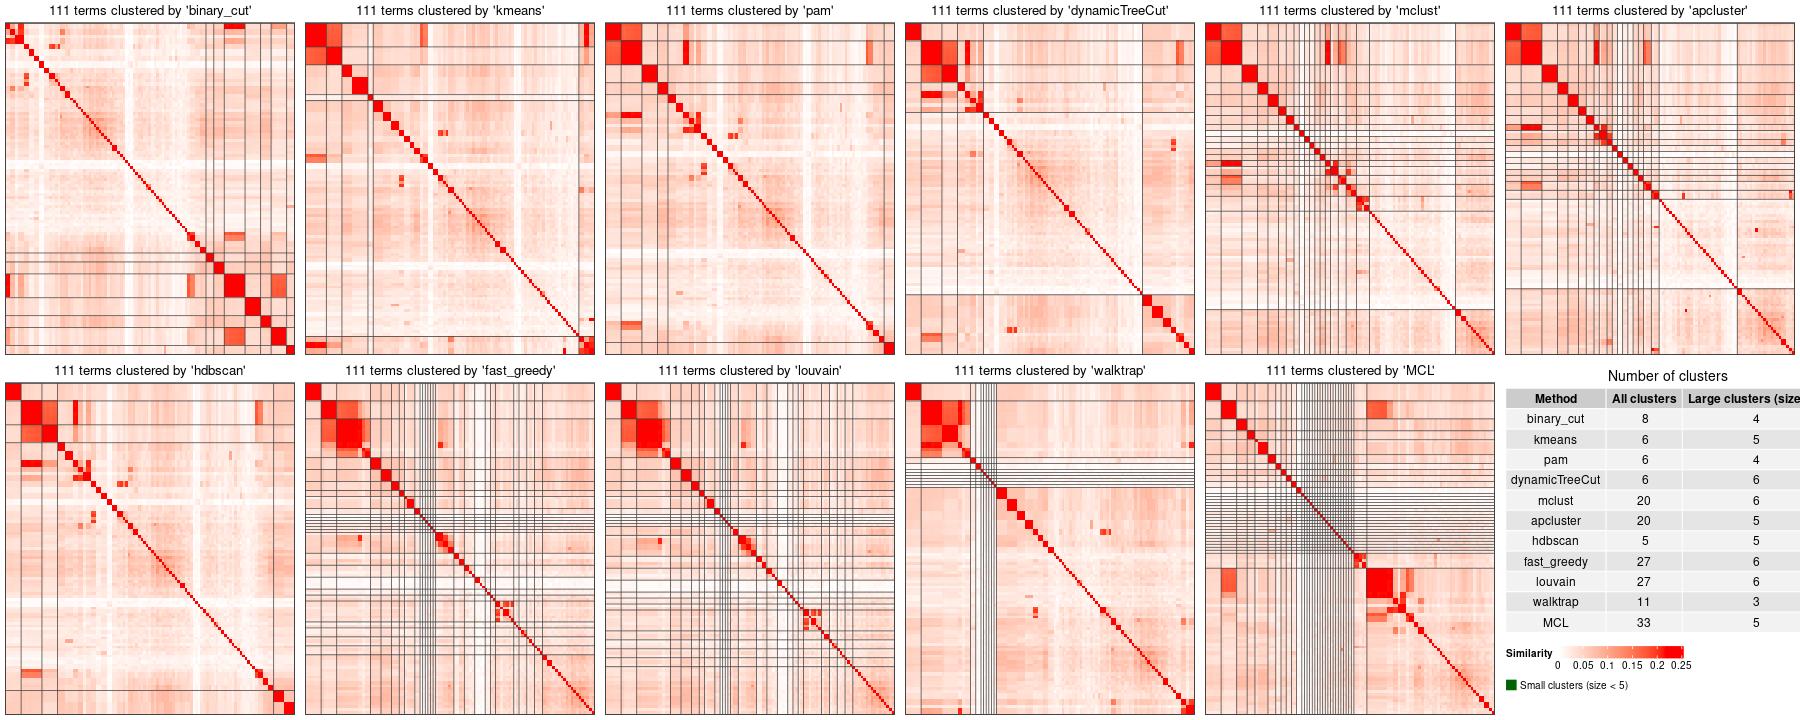 111 terms clustered by 'binary_cut'
111 terms clustered by 'kmeans'
111 terms clustered by 'pam'
111 terms clustered by 'dynamicTreeCut'
111 terms clustered by 'mclust'
111 terms clustered by 'apcluster'
111 terms clustered by 'hdbscan'
111 terms clustered by 'fast_greedy'
111 terms clustered by 'louvain'
111 terms clustered by 'walktrap'
111 terms clustered by 'MCL'
Number of clusters
Method All clusters Large clusters (size
binary_cut 8 4
kmeans 6 5
pam 6 4
dynamicTreeCut 6 6
mclust 20 6
apcluster 20 5
hdbscan 5 5
fast_greedy 27 6
louvain 27 6
walktrap 11 3
MCL 33 5
Similarity
0 0.05 0.1 0.15 0.2 0.25
Small clusters (size < 5)